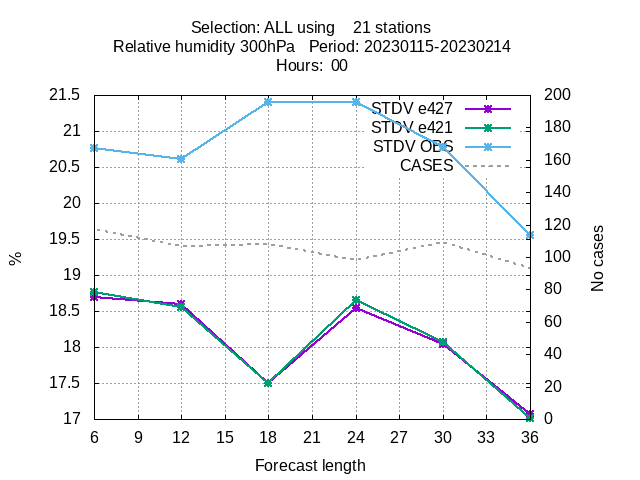 Selection: ALL using    21 stations
Relative humidity 300hPa   Period: 20230115-20230214
Hours:  00
21.5
21
20.5
20
19.5
19
18.5
18
17.5
17
200
180
160
140
120
100
80
60
40
20
0
STDV e427
STDV e421
STDV OBS
CASES
%
No cases
6 9 12 15 18 21 24 27 30 33 36
Forecast length